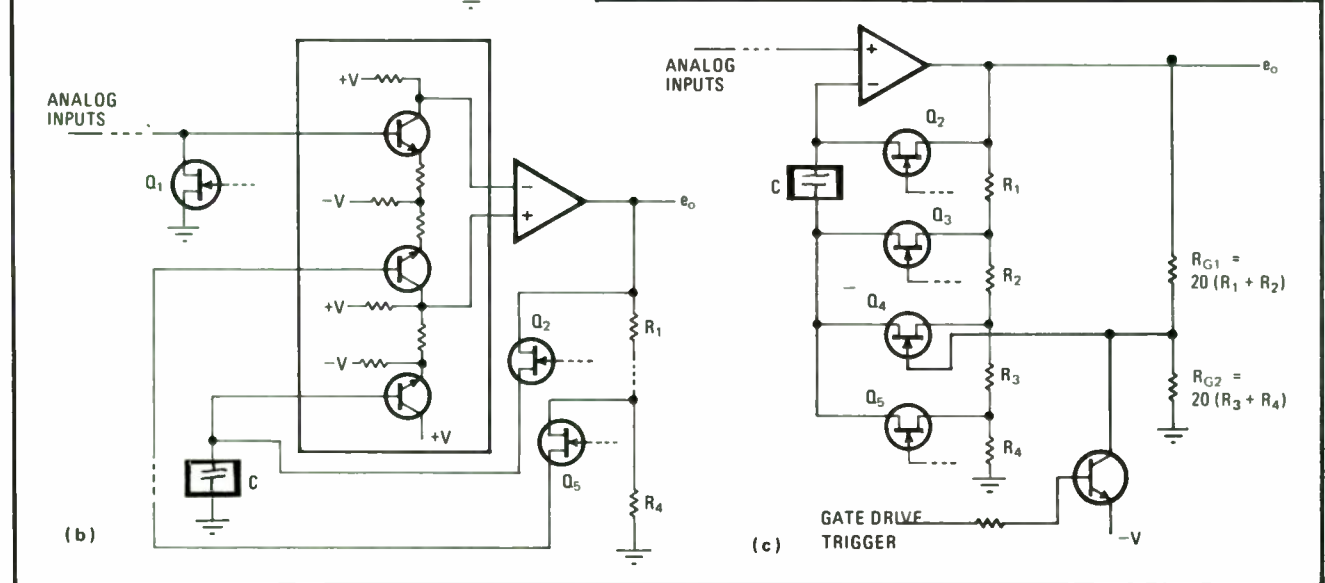 ANALOG
INPUTS
Q1
+V
−V
+V
−V
+V
−
+
eo
R1
Q2
Q5
R4
C
(b)
ANALOG
INPUTS
+
−
eo
Q2
C
R1
Q3
R2
Q4
R3
Q5
R4
RG1 =
20 (R1 + R2)
RG2 =
20 (R3 + R4)
GATE DRIVE
TRIGGER
−V
(c)